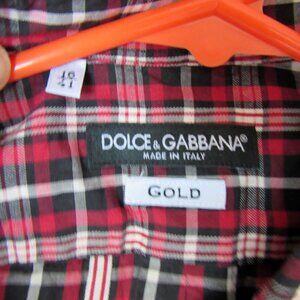 16
41
DOLCE & GABBANA®
MADE IN ITALY
GOLD